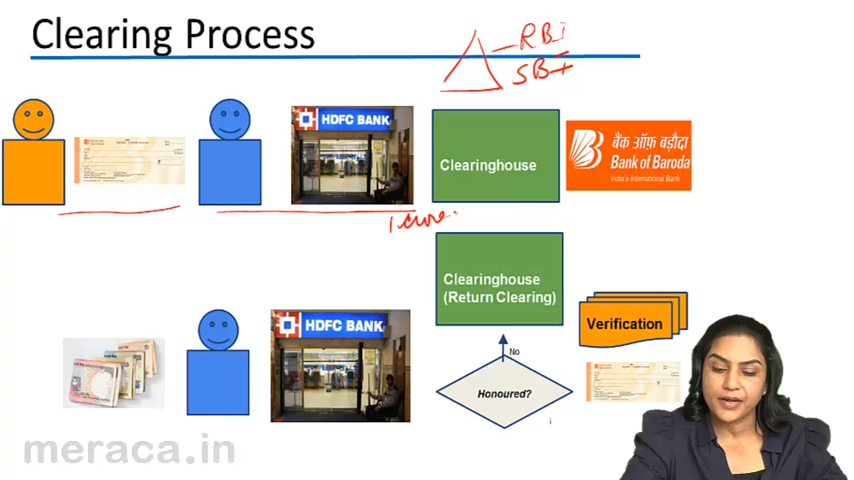 Clearing Process
RBI
SBI
HDFC BANK
Clearinghouse
बैंक ऑफ़ बड़ौदा
Bank of Baroda
India's International Bank
Clearinghouse
(Return Clearing)
HDFC BANK
Verification
No
Honoured?
meraca.in